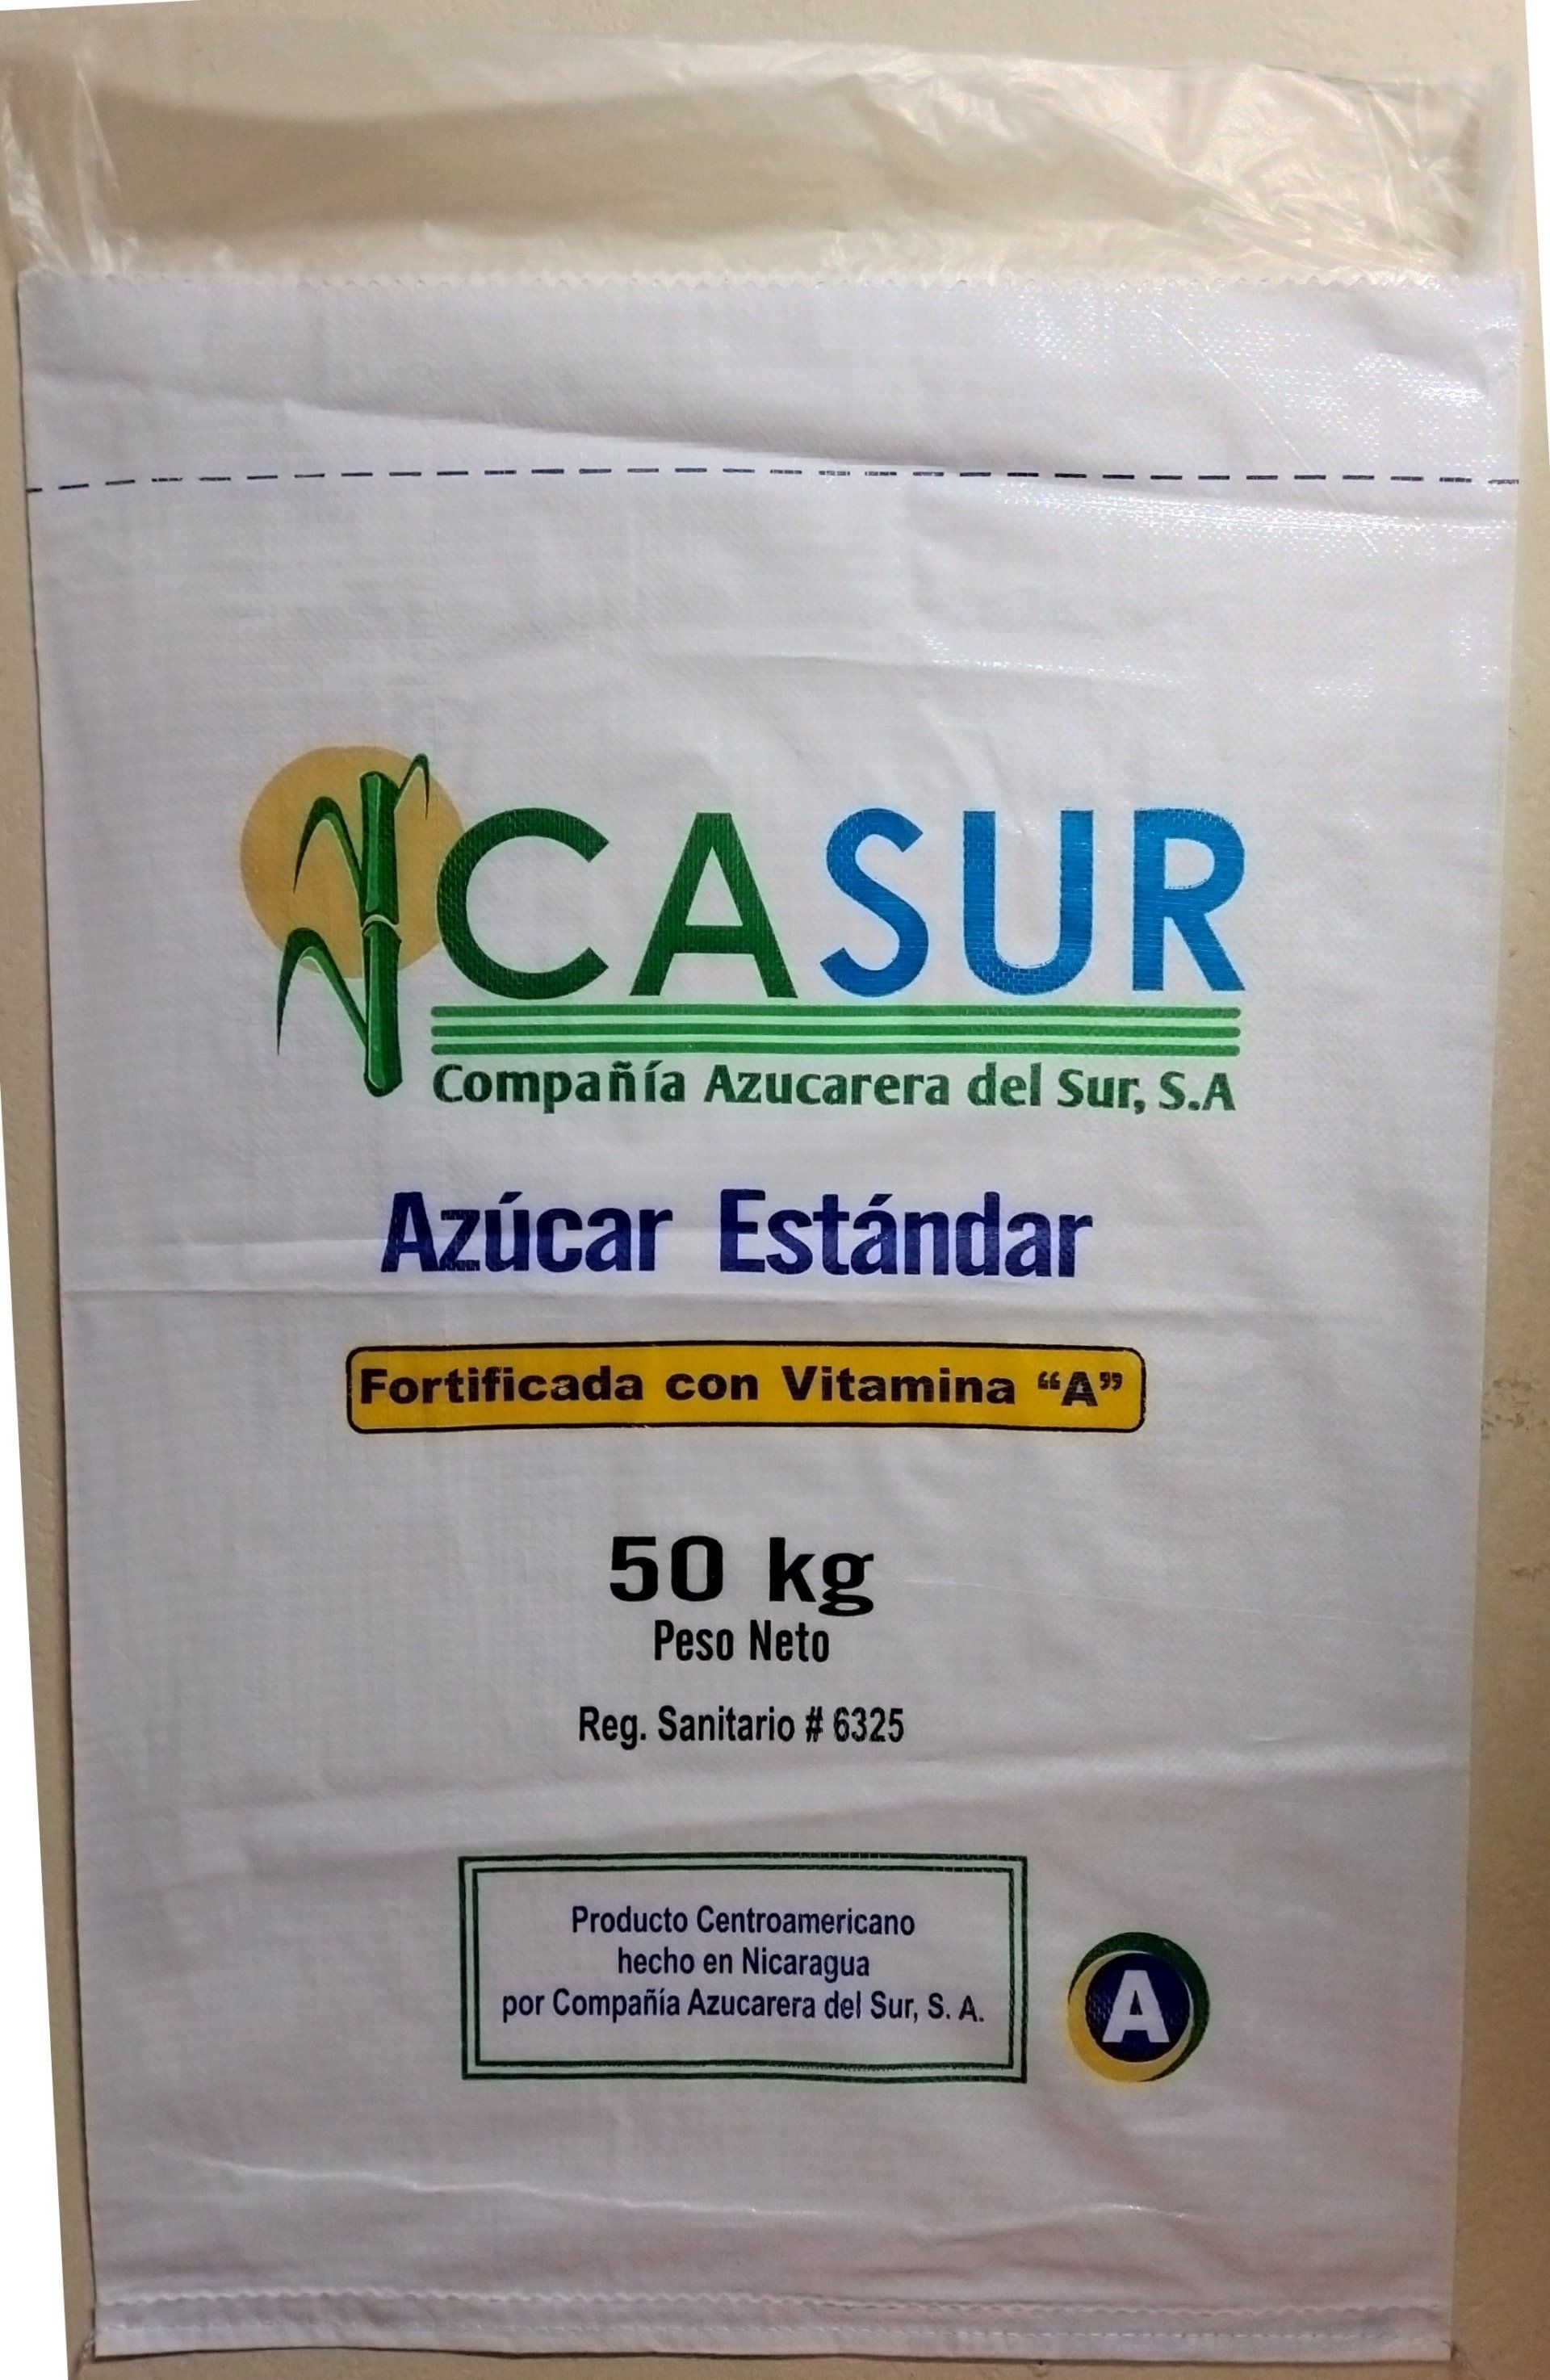 CASUR
Compañía Azucarera del Sur, S.A
Azúcar Estándar
Fortificada con Vitamina “A”
50 kg
Peso Neto
Reg. Sanitario # 6325
Producto Centroamericano
hecho en Nicaragua
por Compañía Azucarera del Sur, S. A.
A